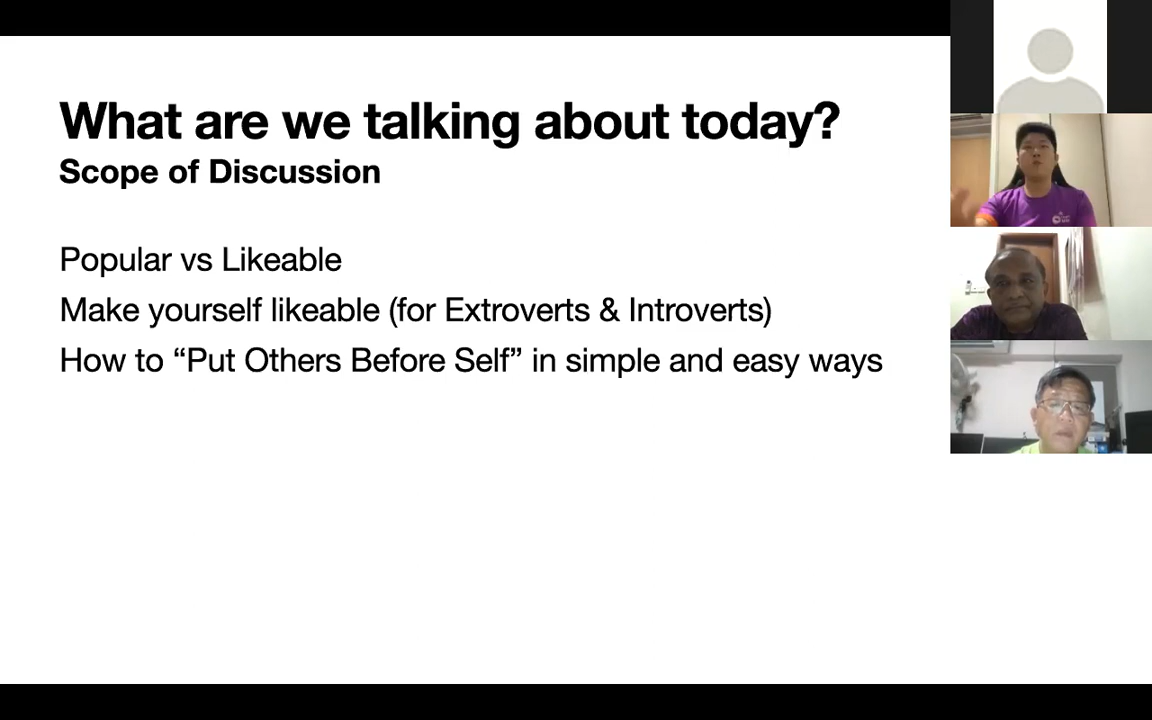 What are we talking about today?
Scope of Discussion
Popular vs Likeable
Make yourself likeable (for Extroverts & Introverts)
How to “Put Others Before Self” in simple and easy ways